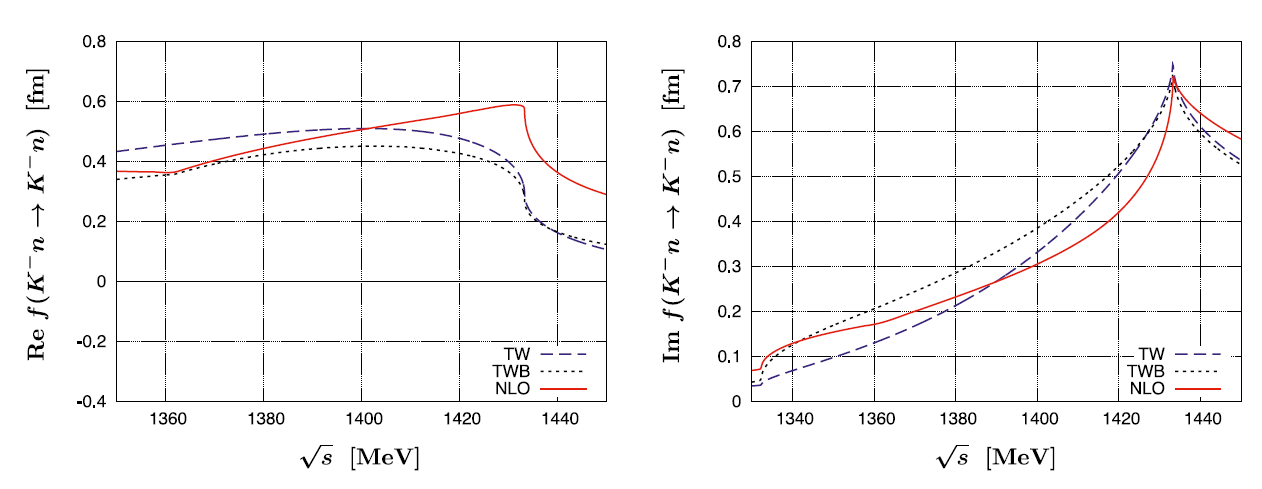 Re f(K⁻n → K⁻n) [fm]
0.8
0.6
0.4
0.2
0
-0.2
-0.4
TW
TWB
NLO
1360 1380 1400 1420 1440
√s [MeV]
Im f(K⁻n → K⁻n) [fm]
0.8
0.7
0.6
0.5
0.4
0.3
0.2
0.1
0
TW
TWB
NLO
1340 1360 1380 1400 1420 1440
√s [MeV]